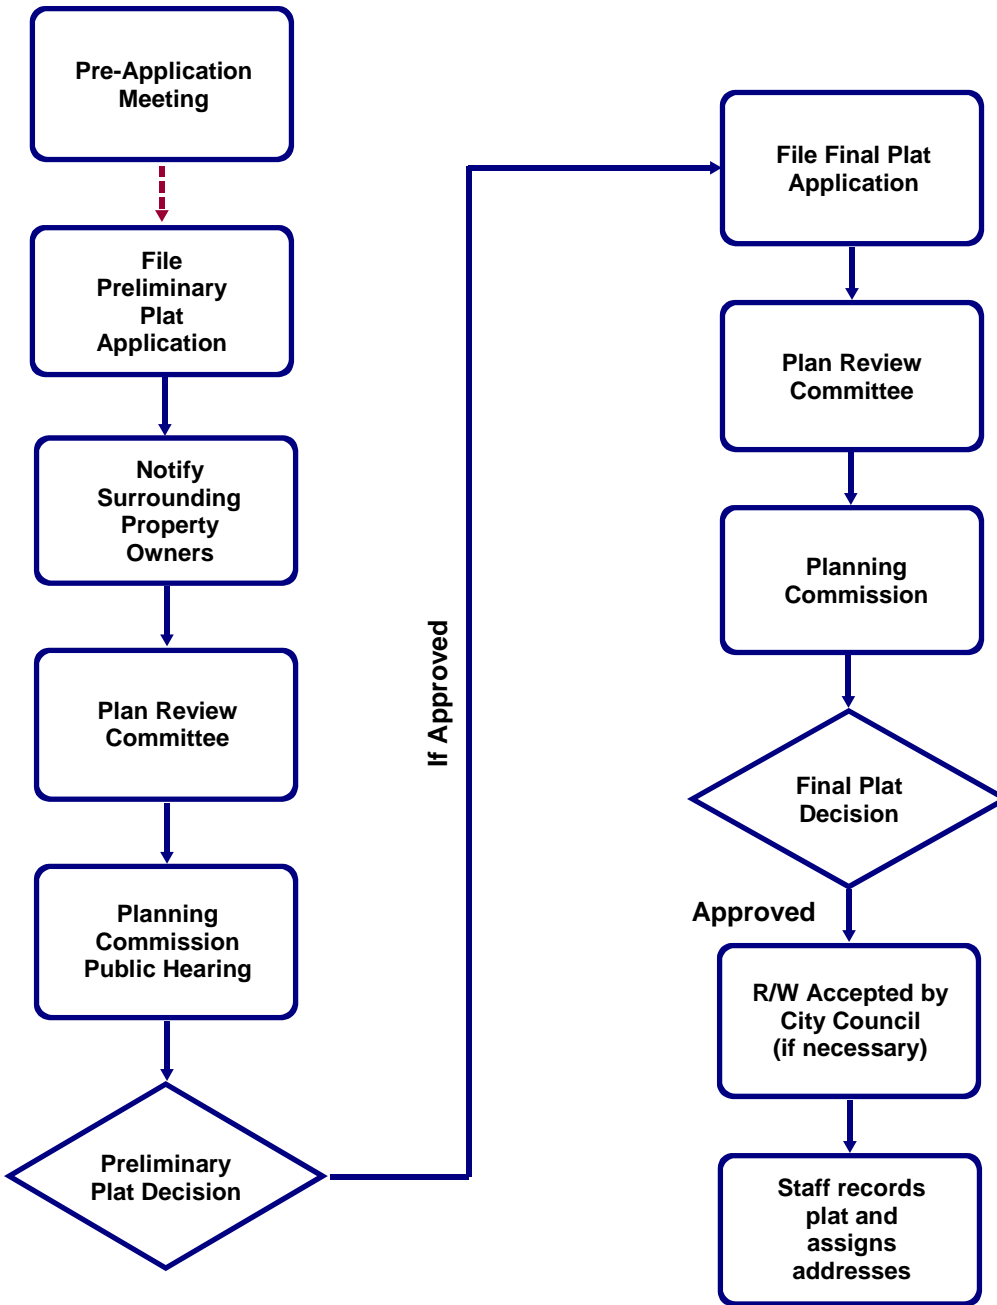 Pre-Application
Meeting
File
Preliminary
Plat
Application
Notify
Surrounding
Property
Owners
Plan Review
Committee
Planning
Commission
Public Hearing
Preliminary
Plat Decision
If Approved
File Final Plat
Application
Plan Review
Committee
Planning
Commission
Final Plat
Decision
Approved
R/W Accepted by
City Council
(if necessary)
Staff records
plat and
assigns
addresses